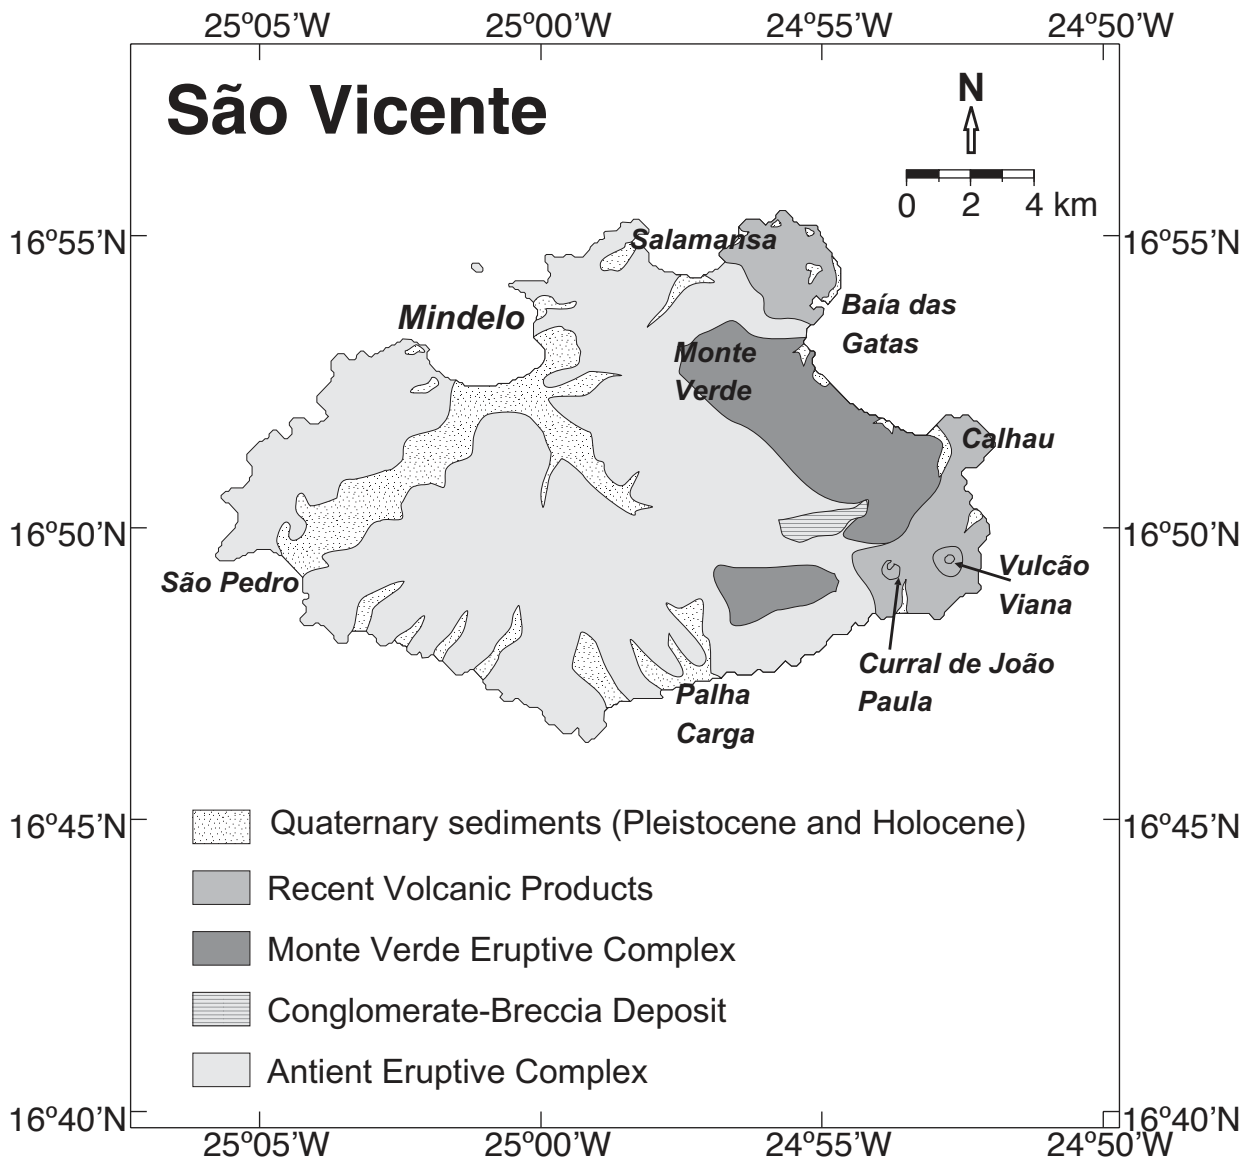 25º05'W 25º00'W 24º55'W 24º50'W
São Vicente
N
0 2 4 km
16º55'N 16º55'N
Salamansa
Mindelo
Baía das
Gatas
Monte
Verde
Calhau
16º50'N 16º50'N
São Pedro
Vulcão
Viana
Curral de João
Paula
Palha
Carga
16º45'N 16º45'N
Quaternary sediments (Pleistocene and Holocene)
Recent Volcanic Products
Monte Verde Eruptive Complex
Conglomerate-Breccia Deposit
Antient Eruptive Complex
16º40'N 16º40'N
25º05'W 25º00'W 24º55'W 24º50'W